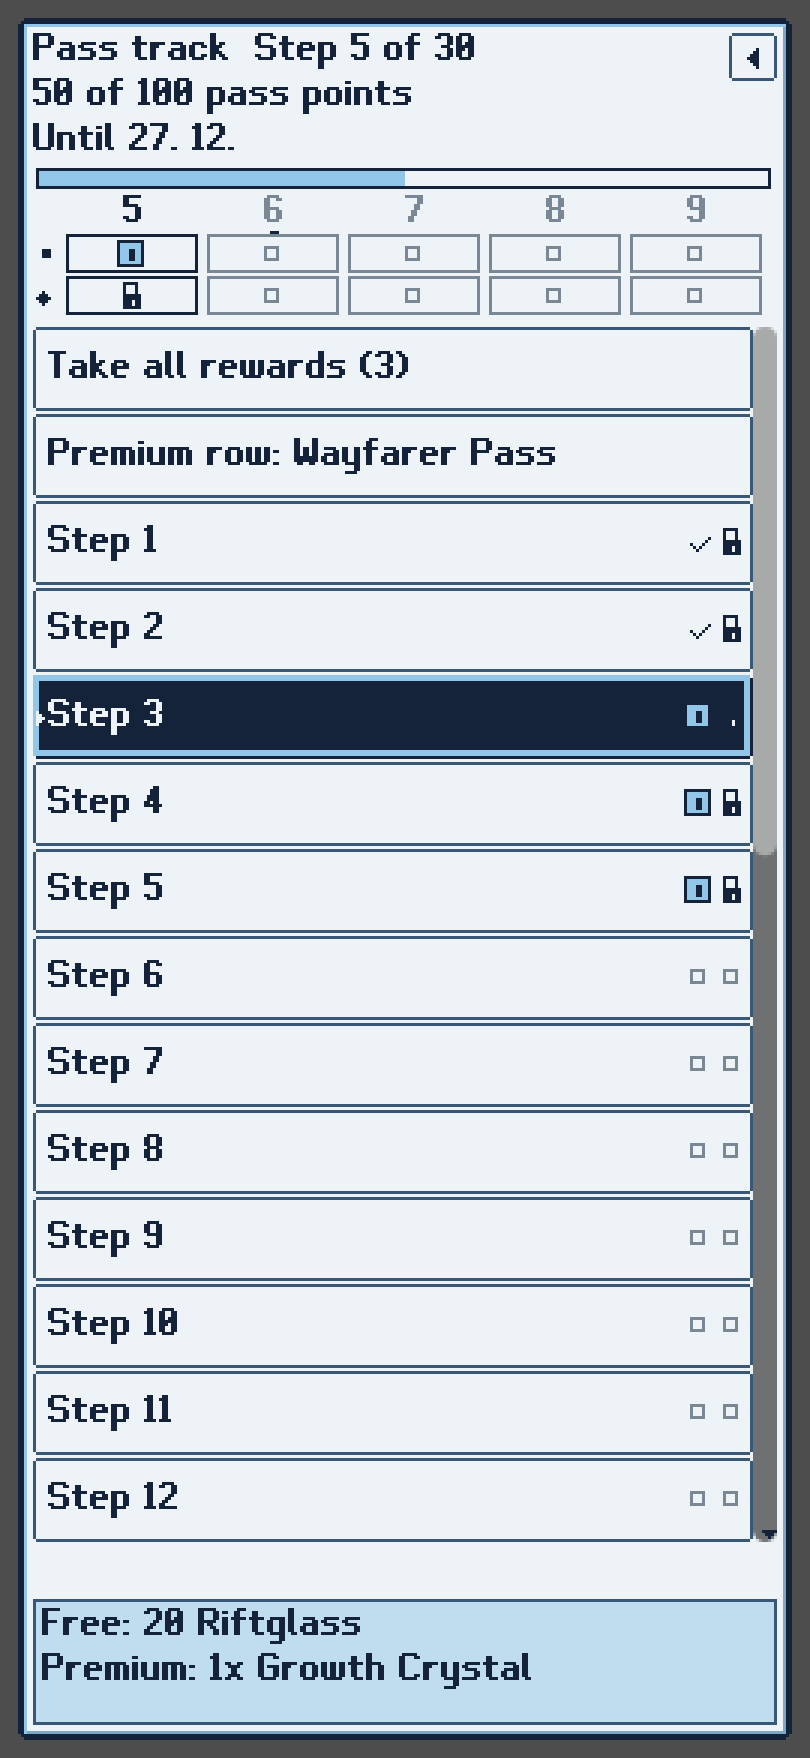 Pass track Step 5 of 30
50 of 100 pass points
Until 27. 12.
5 6 7 8 9
Take all rewards (3)
Premium row: Wayfarer Pass
Step 1
Step 2
Step 3
Step 4
Step 5
Step 6
Step 7
Step 8
Step 9
Step 10
Step 11
Step 12
Free: 20 Riftglass
Premium: 1x Growth Crystal